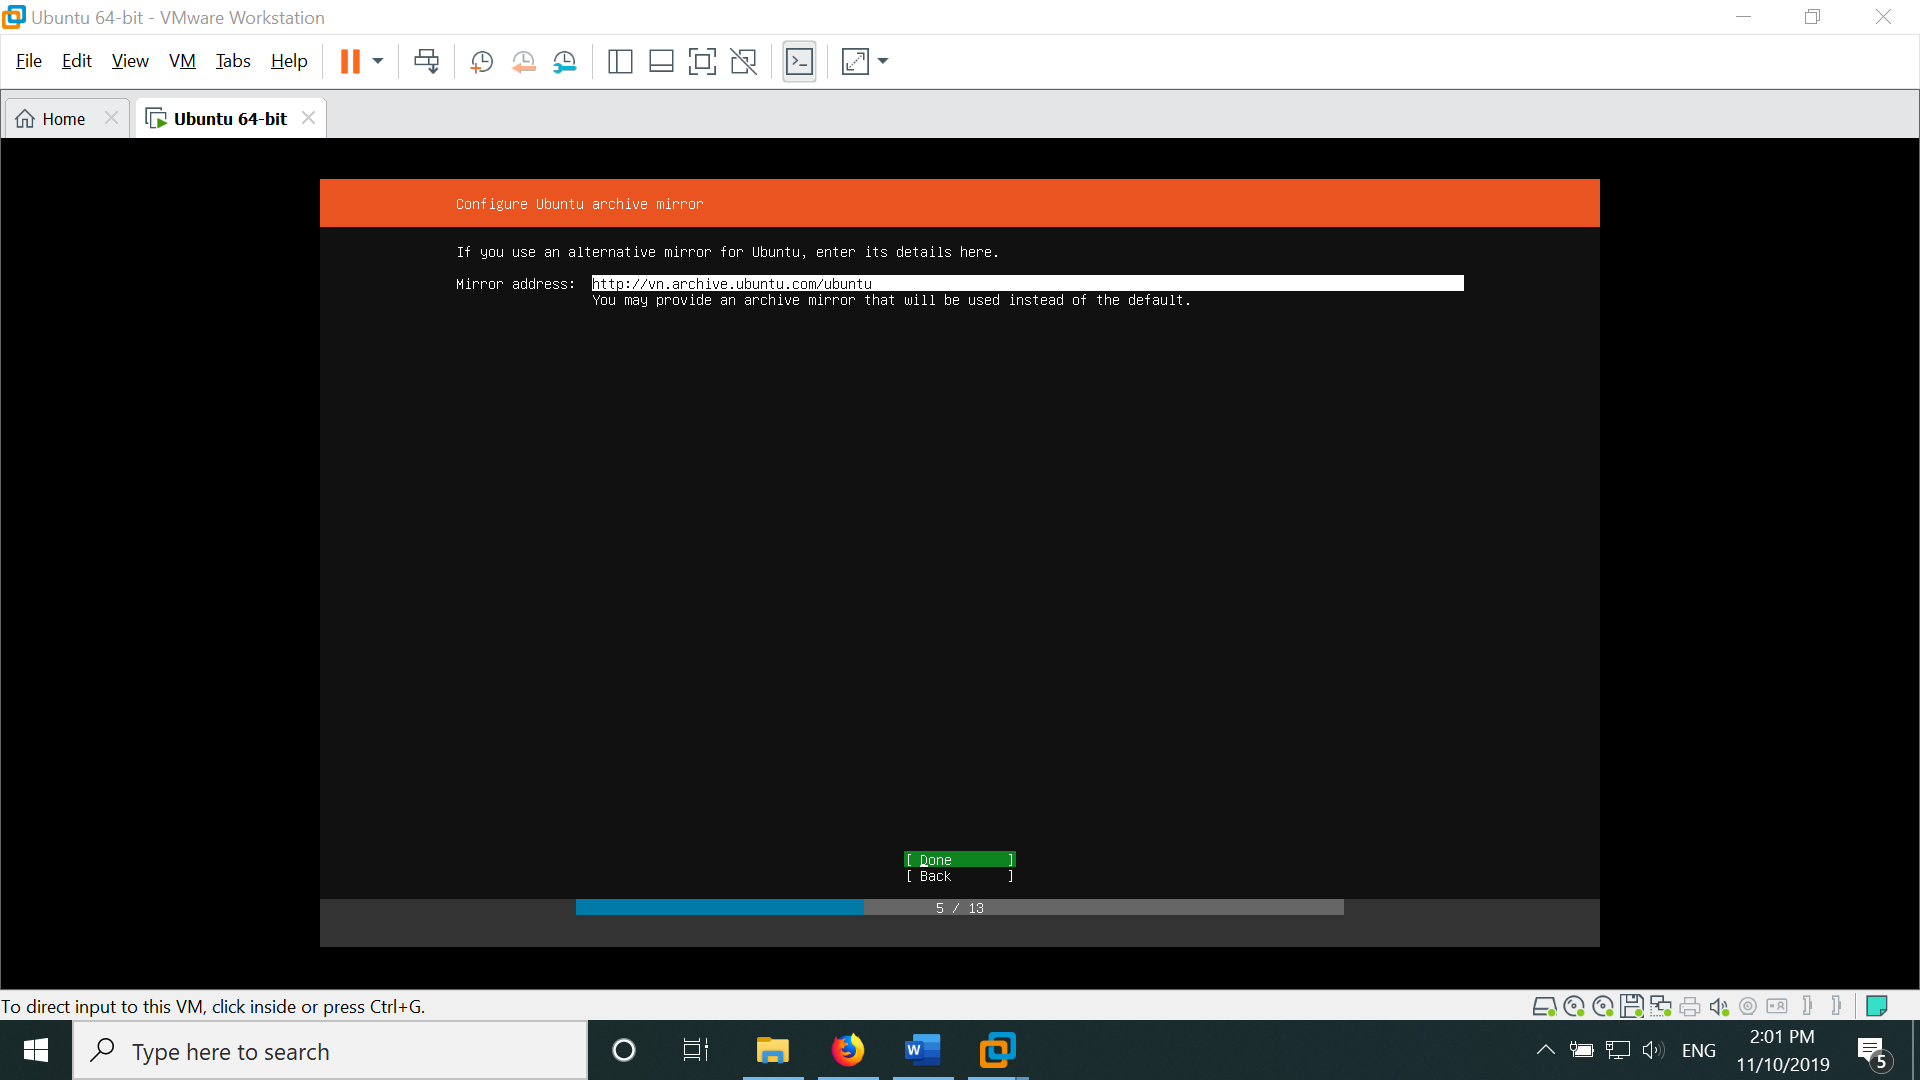 Ubuntu 64-bit - VMware Workstation
File Edit View VM Tabs Help
Home
Ubuntu 64-bit
Configure Ubuntu archive mirror
If you use an alternative mirror for Ubuntu, enter its details here.
Mirror address: http://vn.archive.ubuntu.com/ubuntu
You may provide an archive mirror that will be used instead of the default.
[ Done ]
[ Back ]
5 / 13
To direct input to this VM, click inside or press Ctrl+G.
Type here to search
W
ENG
2:01 PM
11/10/2019
5